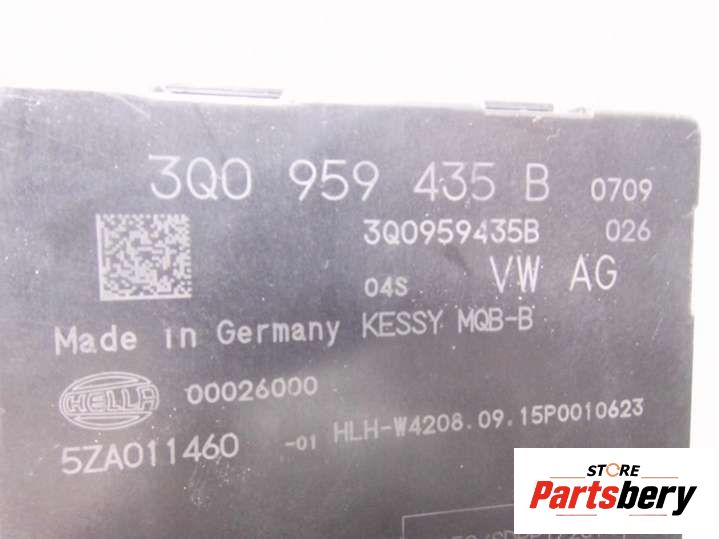 3Q0 959 435 B 0709
3Q0959435B 026
04S VW AG
Made in Germany KESSY MQB-B
HELLA 00026000
5ZA011460 -01 HLH-W4208.09.15P0010623
STORE
Partsbery